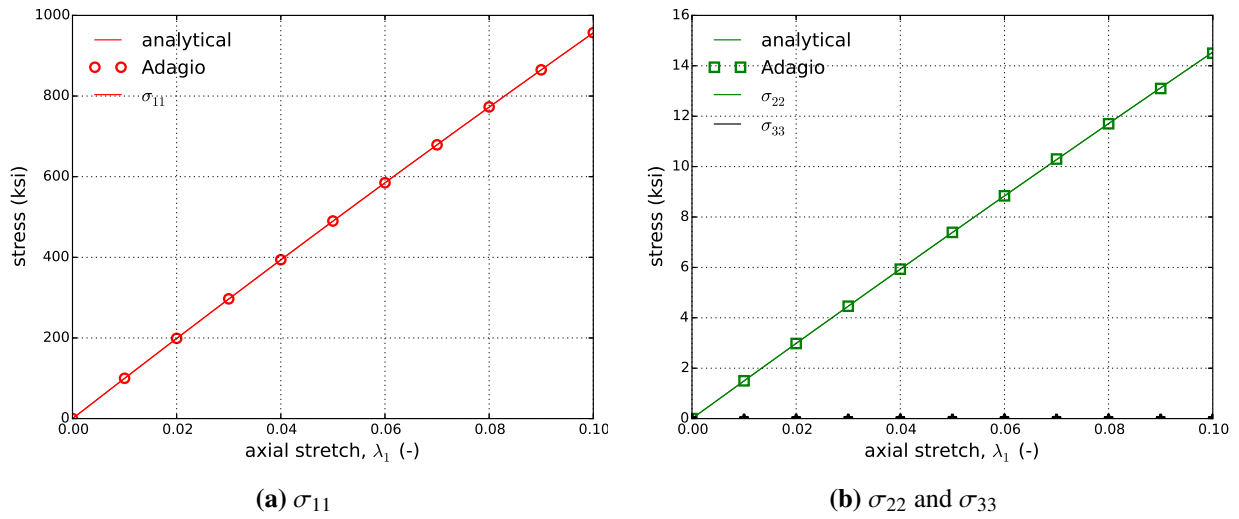 1000
800
600
400
200
0
0.00 0.02 0.04 0.06 0.08 0.10
axial stretch, λ₁ (-)
stress (ksi)
analytical
Adagio
σ₁₁
(a) σ₁₁
16
14
12
10
8
6
4
2
0
0.00 0.02 0.04 0.06 0.08 0.10
axial stretch, λ₁ (-)
stress (ksi)
analytical
Adagio
σ₂₂
σ₃₃
(b) σ₂₂ and σ₃₃